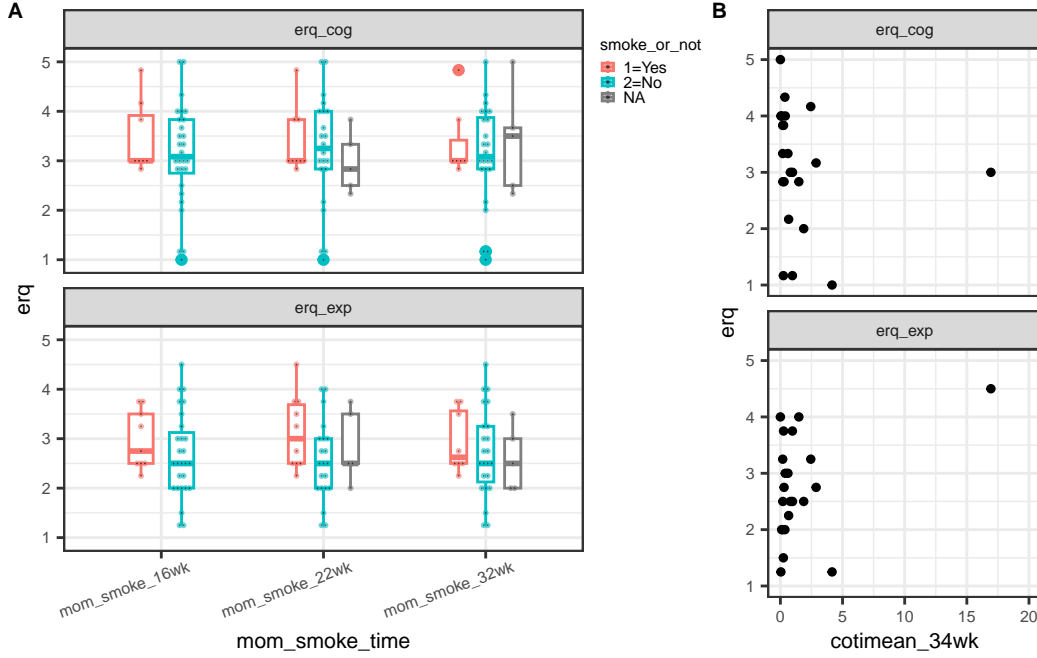 A
erq_cog
5
4
3
2
1
erq_exp
5
4
3
2
1
erq
mom_smoke_16wk
mom_smoke_22wk
mom_smoke_32wk
mom_smoke_time
smoke_or_not
1=Yes
2=No
NA
B
erq_cog
5
4
3
2
1
erq_exp
5
4
3
2
1
erq
0 5 10 15 20
cotimean_34wk